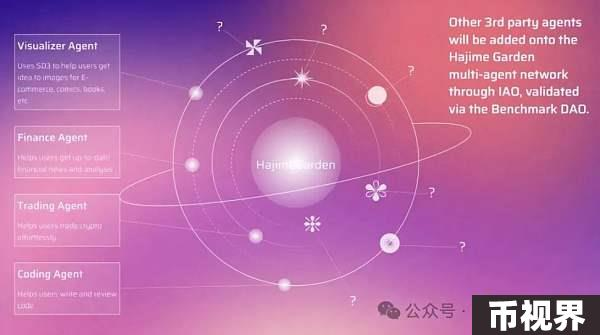 Visualizer Agent
Uses SD3 to help users get
idea to images for E-
commerce, comics, books,
etc.
Finance Agent
Helps users get up-to-date
financial news and analysis
Trading Agent
Helps users trade crypto
effortlessly
Coding Agent
Helps users write and review
code
?
?
?
Hajime Garden
?
?
?
Other 3rd party agents
will be added onto the
Hajime Garden
multi-agent network
through IAO, validated
via the Benchmark DAO.
公众号 ·
币视界